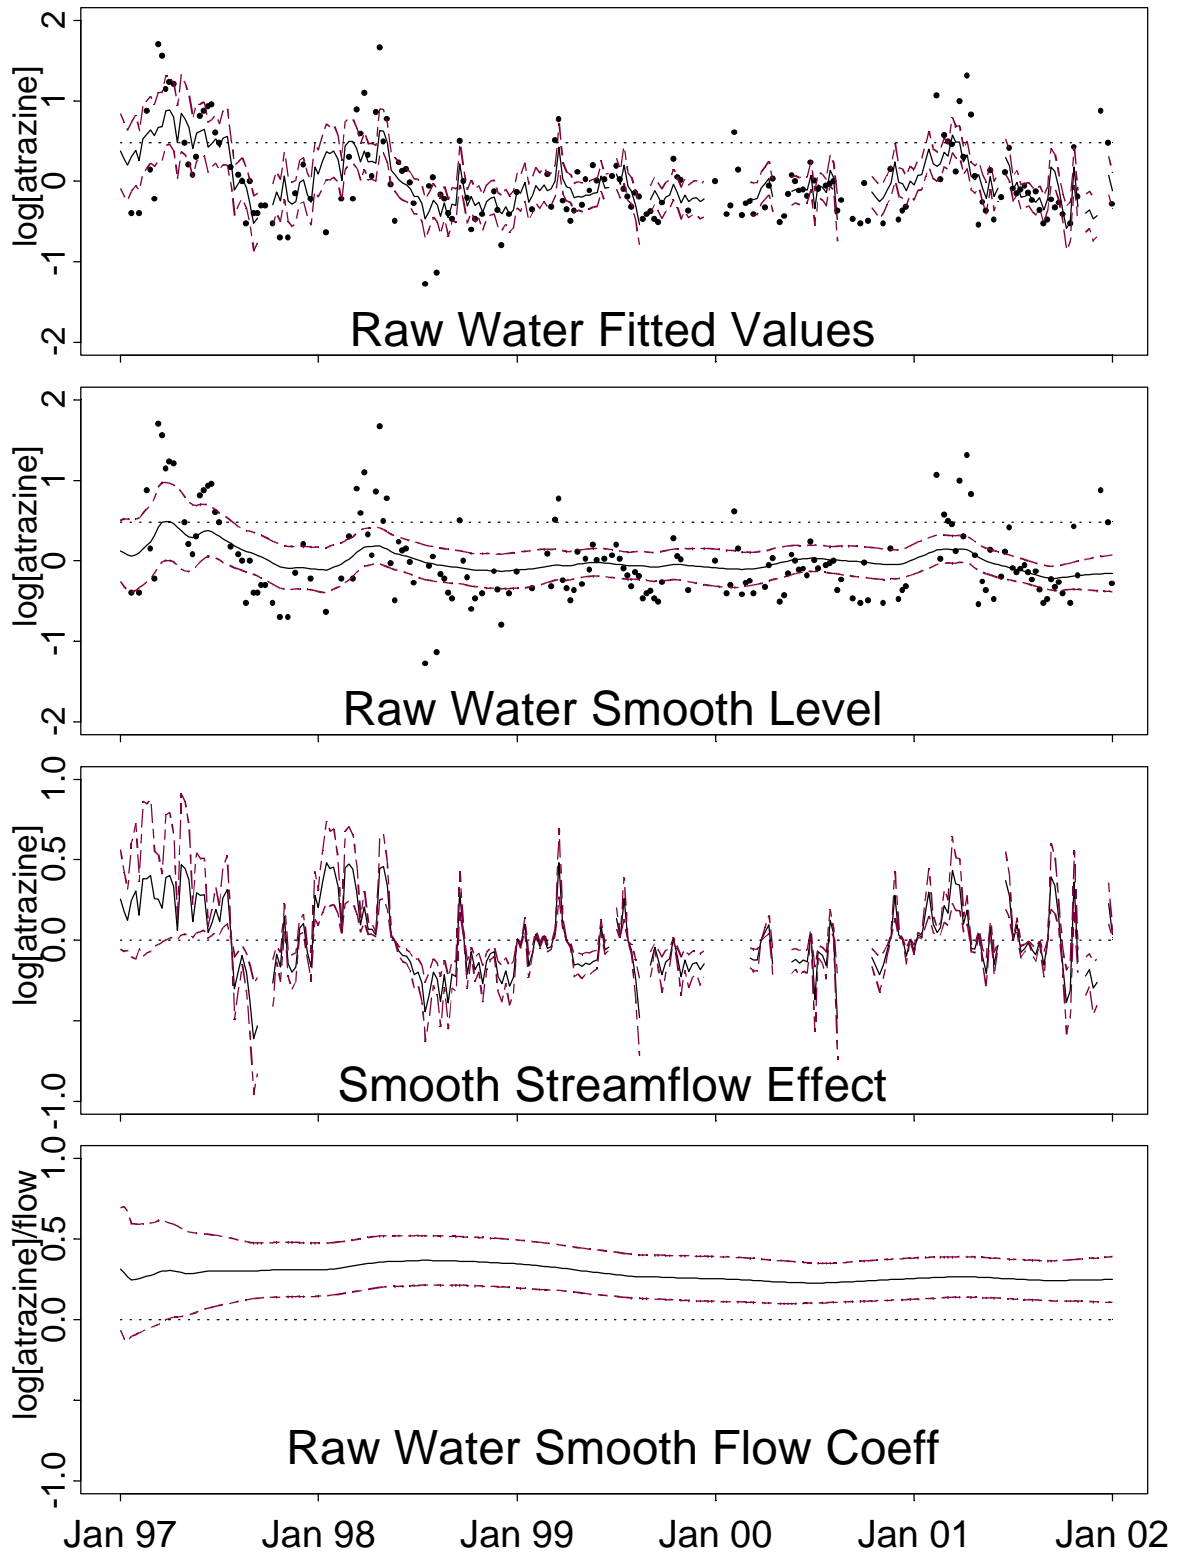 2
1
0
-1
-2
log[atrazine]
Raw Water Fitted Values
2
1
0
-1
-2
log[atrazine]
Raw Water Smooth Level
1.0
0.5
0.0
-1.0
log[atrazine]
Smooth Streamflow Effect
1.0
0.5
0.0
-1.0
log[atrazine]/flow
Raw Water Smooth Flow Coeff
Jan 97 Jan 98 Jan 99 Jan 00 Jan 01 Jan 02